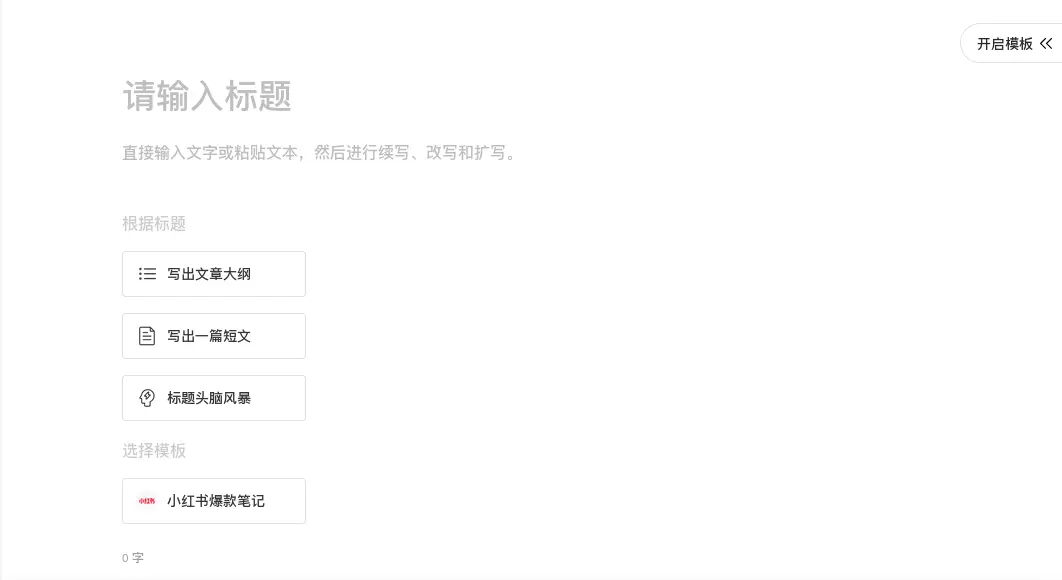 开启模板
请输入标题
直接输入文字或粘贴文本，然后进行续写、改写和扩写。
根据标题
写出文章大纲
写出一篇短文
标题头脑风暴
选择模板
小红书 小红书爆款笔记
0 字